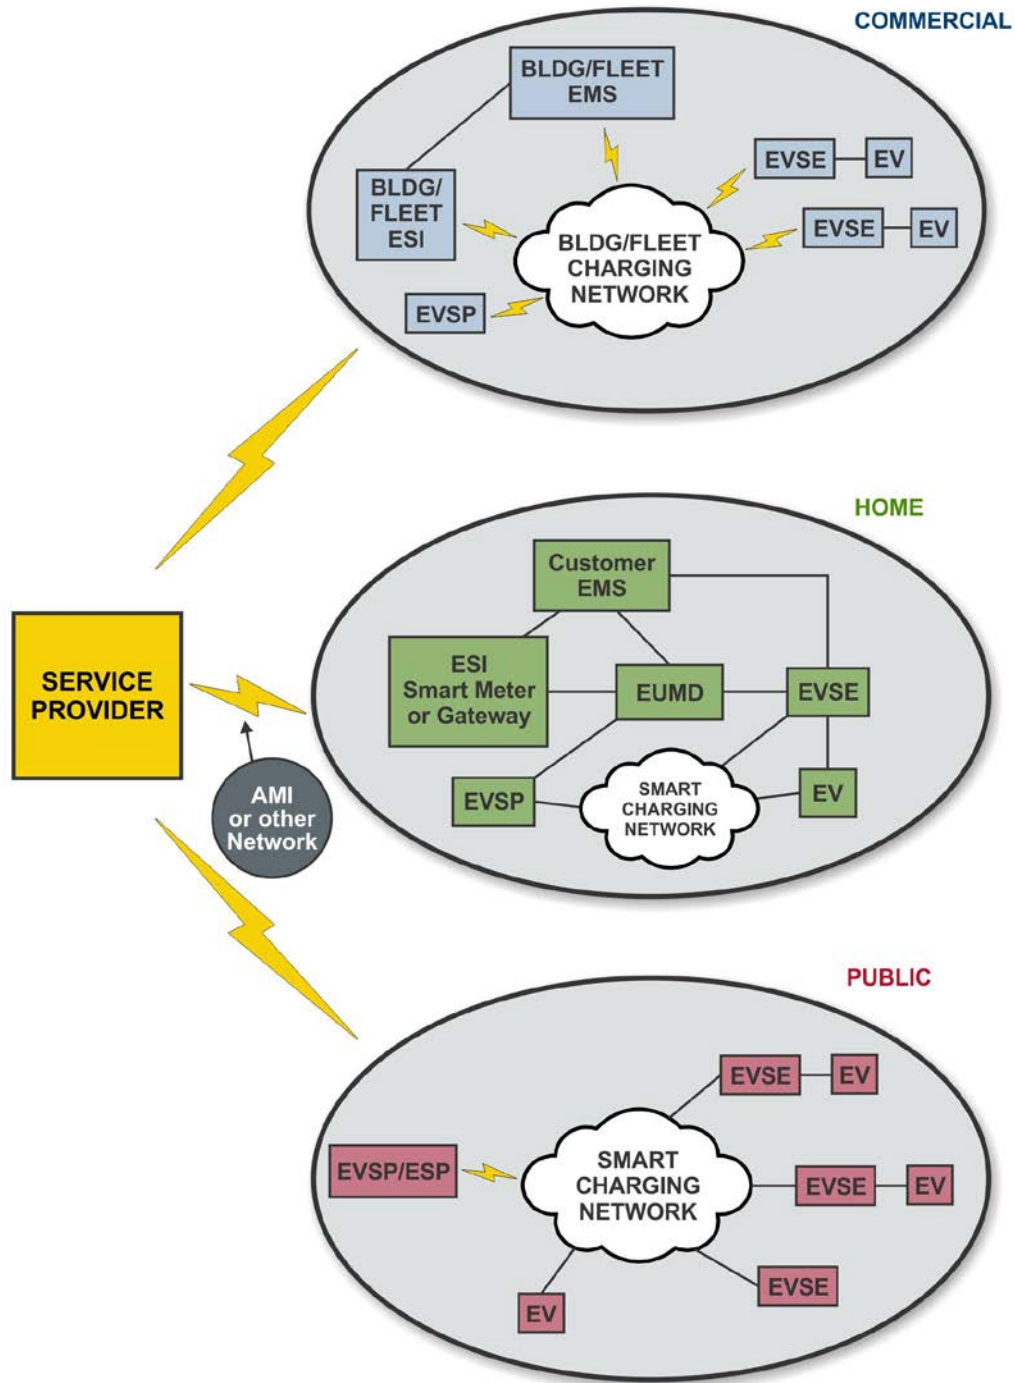 COMMERCIAL
BLDG/FLEET
EMS
EVSE
EV
BLDG/
FLEET
ESI
EVSE
EV
BLDG/FLEET
CHARGING
NETWORK
EVSP
HOME
Customer
EMS
SERVICE
PROVIDER
ESI
Smart Meter
or Gateway
EUMD
EVSE
AMI
or other
Network
EVSP
SMART
CHARGING
NETWORK
EV
PUBLIC
EVSE
EV
EVSP/ESP
SMART
CHARGING
NETWORK
EVSE
EV
EVSE
EV